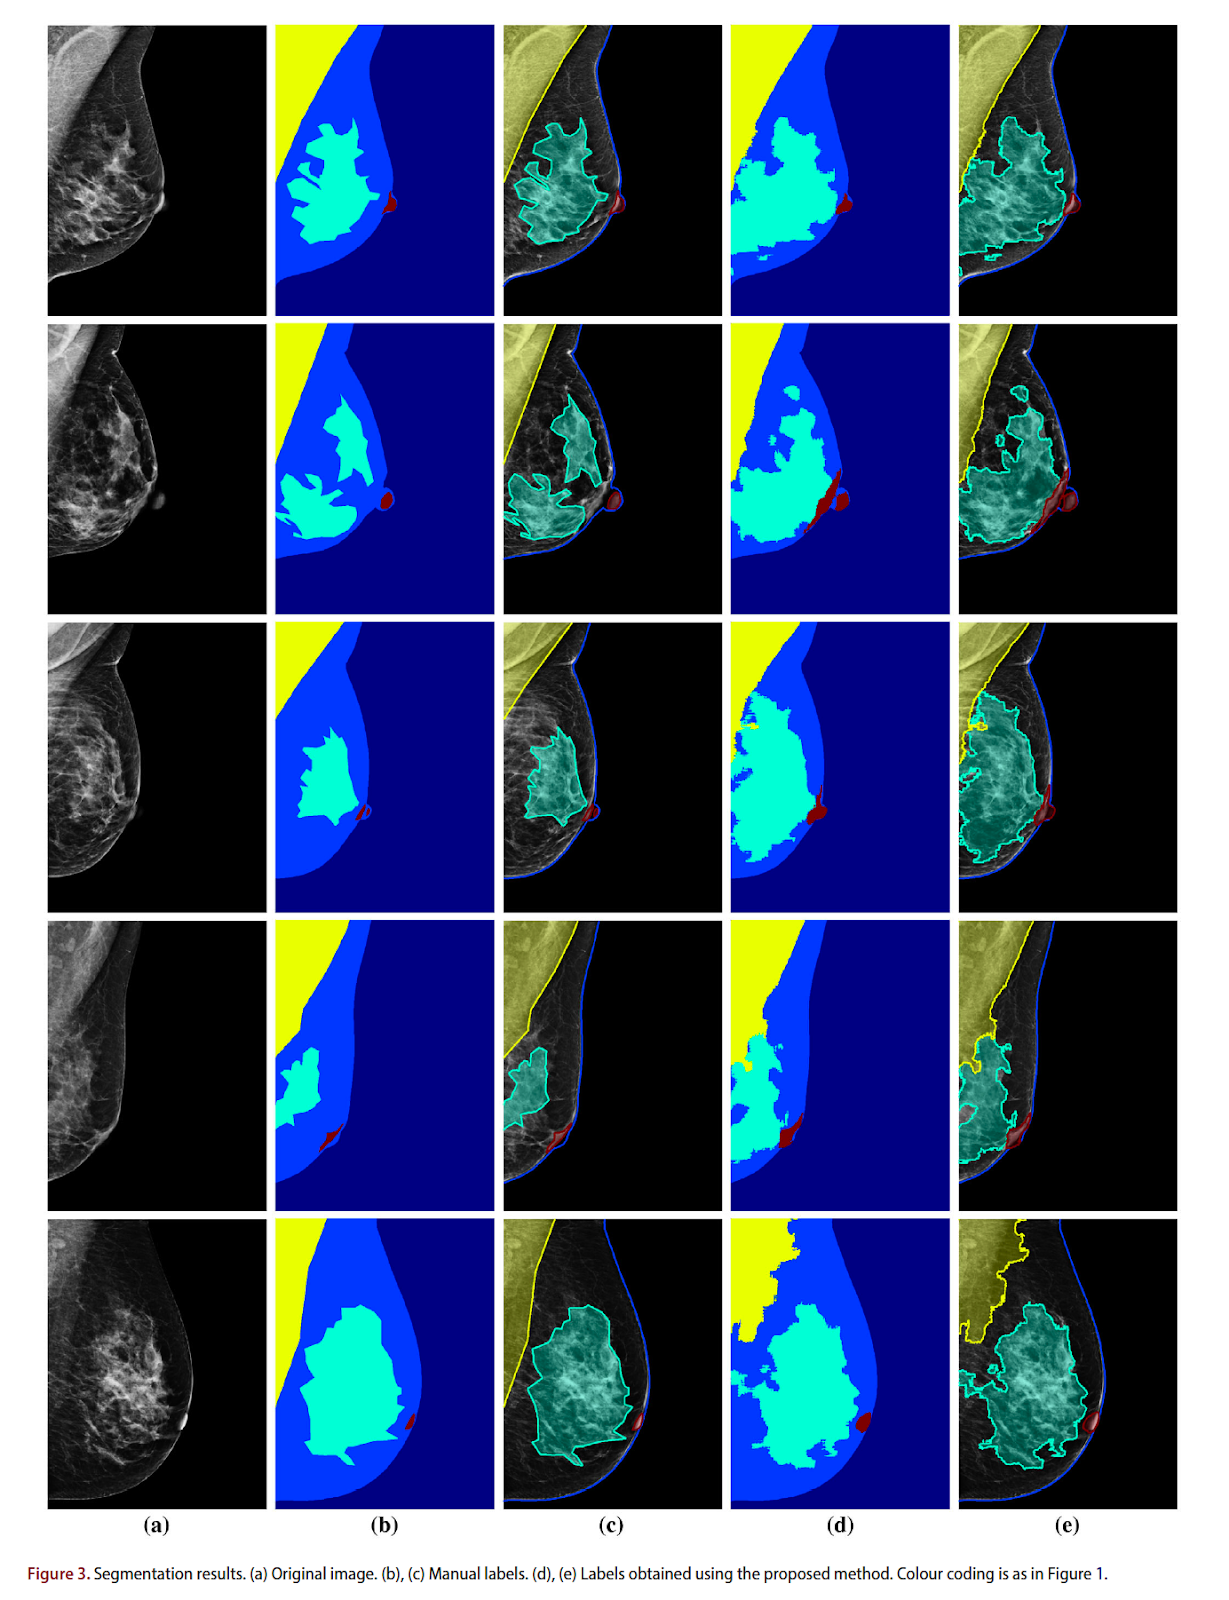 (a) (b) (c) (d) (e)
Figure 3. Segmentation results. (a) Original image. (b), (c) Manual labels. (d), (e) Labels obtained using the proposed method. Colour coding is as in Figure 1.